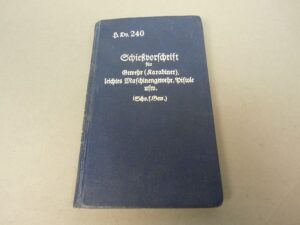 H. Dv. 240
Schießvorschrift
für
Gewehr (Karabiner),
leichtes Maschinengewehr, Pistole
usw.
(Schv. f. Gew.)